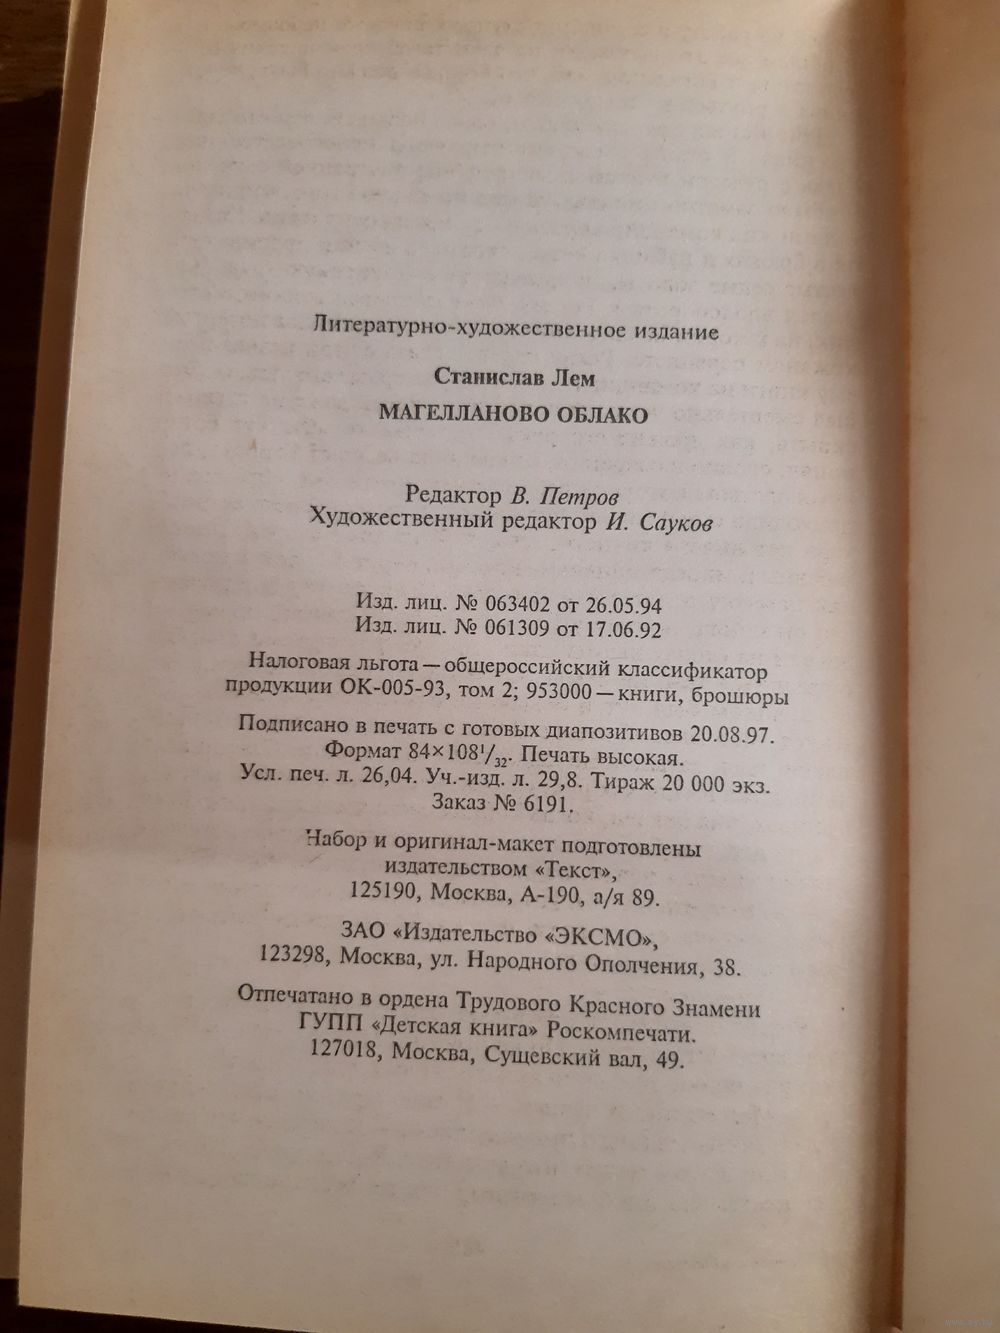 Литературно-художественное издание
Станислав Лем
МАГЕЛЛАНОВО ОБЛАКО
Редактор В. Петров
Художественный редактор И. Сауков
Изд. лиц. № 063402 от 26.05.94
Изд. лиц. № 061309 от 17.06.92
Налоговая льгота — общероссийский классификатор
продукции ОК-005-93, том 2; 953000 — книги, брошюры
Подписано в печать с готовых диапозитивов 20.08.97.
Формат 84×108¹/₃₂. Печать высокая.
Усл. печ. л. 26,04. Уч.-изд. л. 29,8. Тираж 20 000 экз.
Заказ № 6191.
Набор и оригинал-макет подготовлены
издательством «Текст»,
125190, Москва, А-190, а/я 89.
ЗАО «Издательство «ЭКСМО»,
123298, Москва, ул. Народного Ополчения, 38.
Отпечатано в ордена Трудового Красного Знамени
ГУПП «Детская книга» Роскомпечати.
127018, Москва, Сущевский вал, 49.